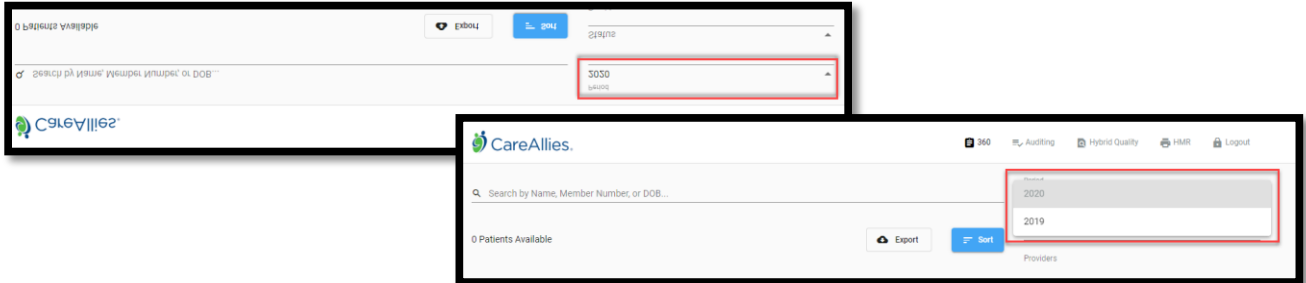 0 Patients Available
Export
Sort
Status
Search by Name, Member Number, or DOB...
2020
Period
CareAllies.
CareAllies.
360
Auditing
Hybrid Quality
HMR
Logout
Search by Name, Member Number, or DOB...
2020
2019
0 Patients Available
Export
Sort
Providers